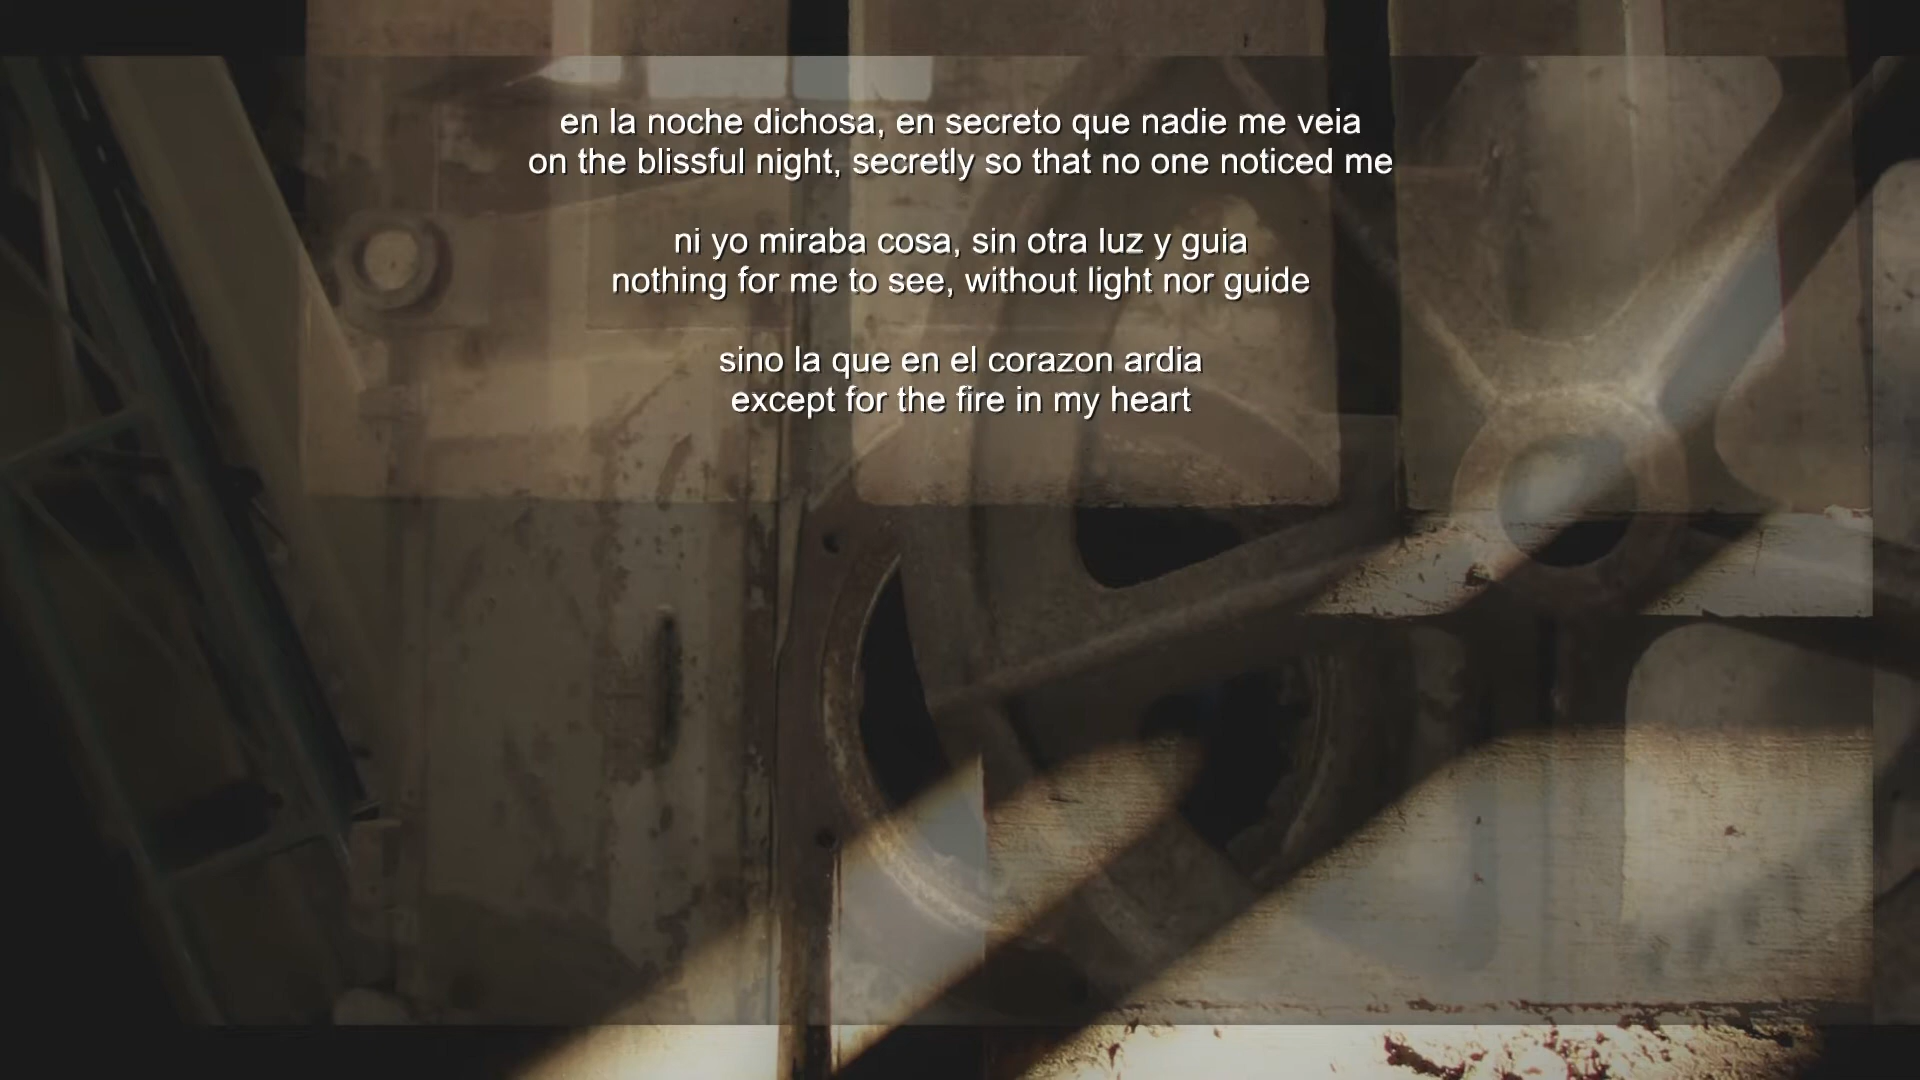 en la noche dichosa, en secreto que nadie me veia
on the blissful night, secretly so that no one noticed me
ni yo miraba cosa, sin otra luz y guia
nothing for me to see, without light nor guide
sino la que en el corazon ardia
except for the fire in my heart